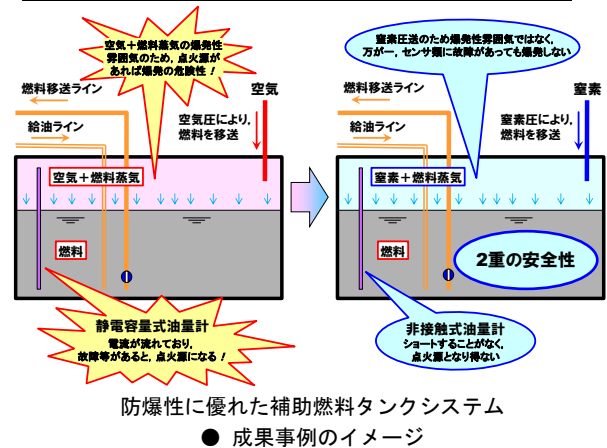 空気+燃料蒸気の爆発性
雰囲気のため,点火源が
あれば爆発の危険性!
燃料移送ライン
給油ライン
空気
空気圧により,
燃料を移送
空気+燃料蒸気
燃料
静電容量式油量計
電流が流れており,
故障等があると,点火源になる!
窒素圧送のため爆発性雰囲気ではなく,
万が一,センサ類に故障があっても爆発しない
燃料移送ライン
給油ライン
窒素
窒素圧により,
燃料を移送
窒素+燃料蒸気
燃料
2重の安全性
非接触式油量計
ショートすることがなく,
点火源となり得ない
防爆性に優れた補助燃料タンクシステム
● 成果事例のイメージ